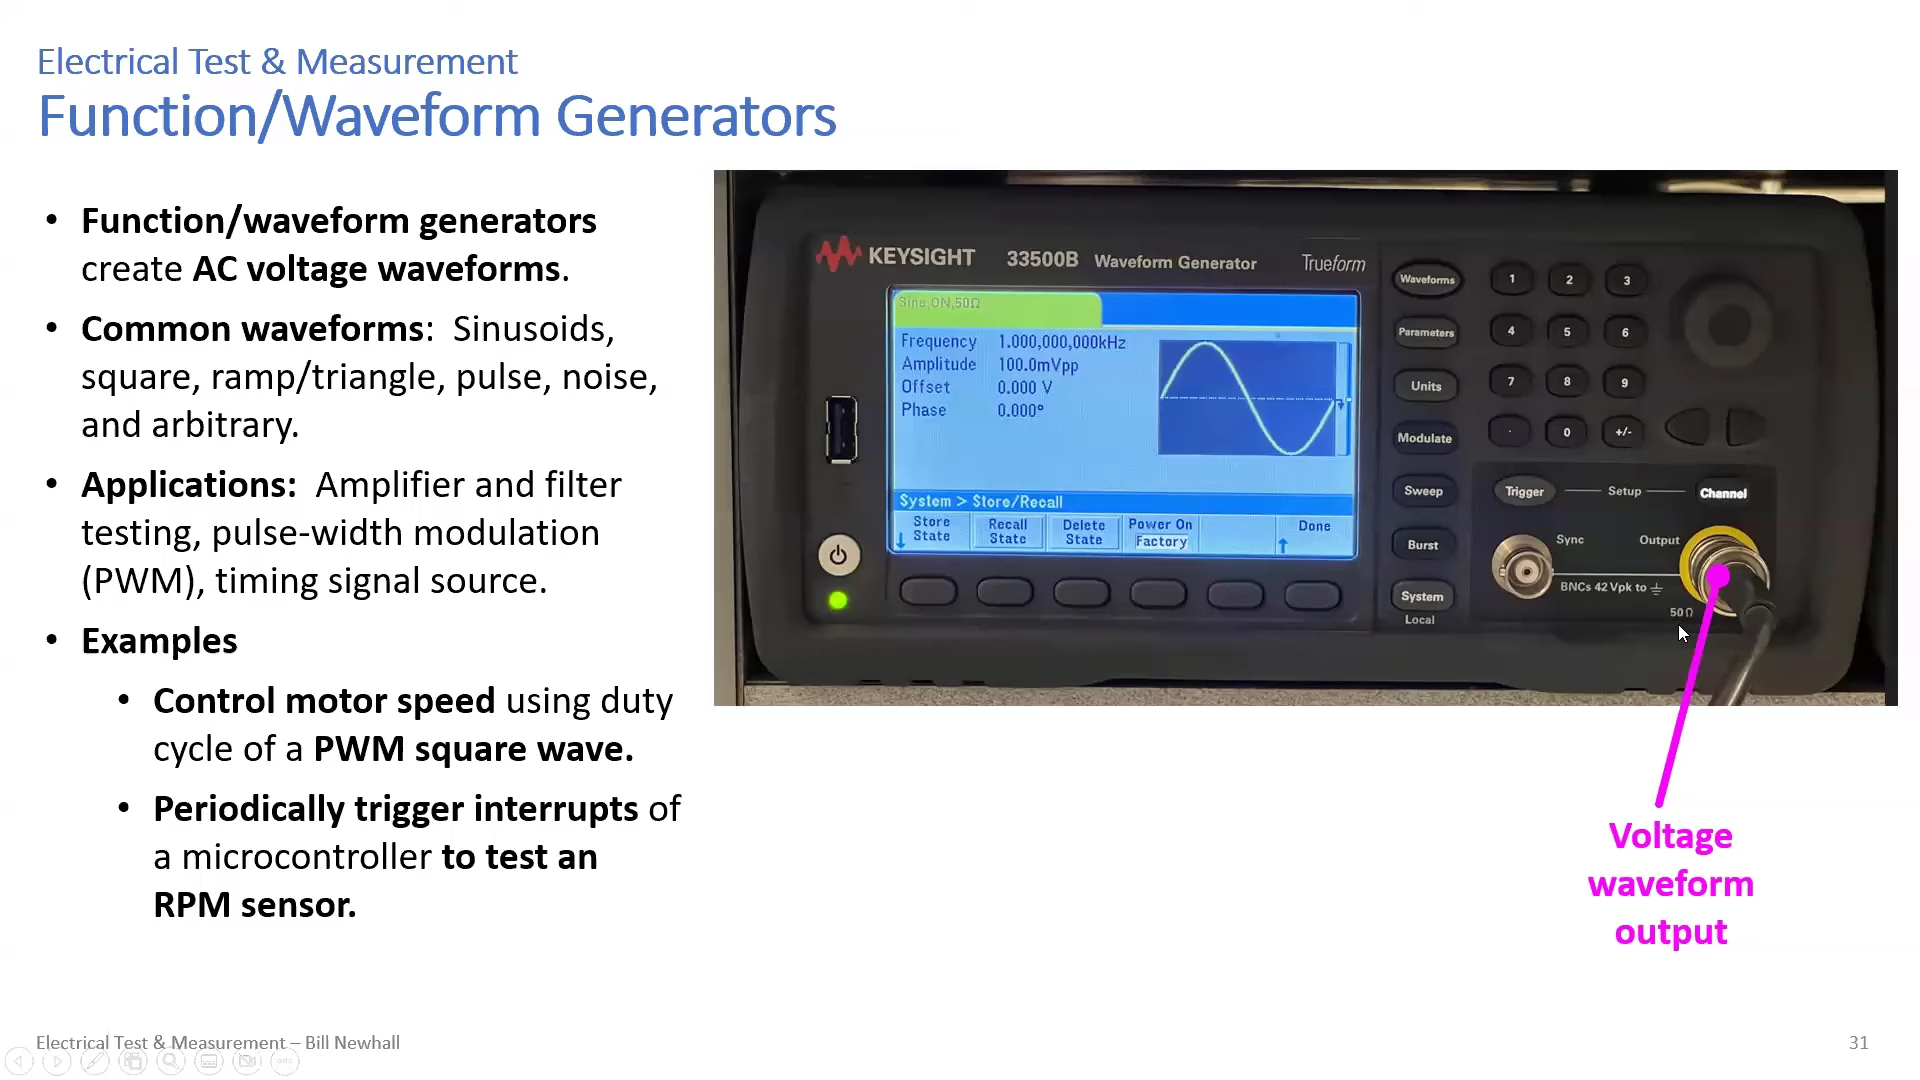 Electrical Test & Measurement
Function/Waveform Generators
• Function/waveform generators
create AC voltage waveforms.
• Common waveforms: Sinusoids,
square, ramp/triangle, pulse, noise,
and arbitrary.
• Applications: Amplifier and filter
testing, pulse-width modulation
(PWM), timing signal source.
• Examples
• Control motor speed using duty
cycle of a PWM square wave.
• Periodically trigger interrupts of
a microcontroller to test an
RPM sensor.
KEYSIGHT 33500B Waveform Generator Trueform
Sine,ON,50Ω
Frequency 1.000,000,000kHz
Amplitude 100.0mVpp
Offset 0.000 V
Phase 0.000°
System > Store/Recall
Store State
Recall State
Delete State
Power On Factory
Done
Waveforms
Parameters
Units
Modulate
Sweep
Burst
System
Local
1 2 3
4 5 6
7 8 9
. 0 +/-
Trigger Setup Channel
Sync Output
BNCs 42 Vpk to ⏚
50Ω
Voltage
waveform
output
Electrical Test & Measurement – Bill Newhall
31